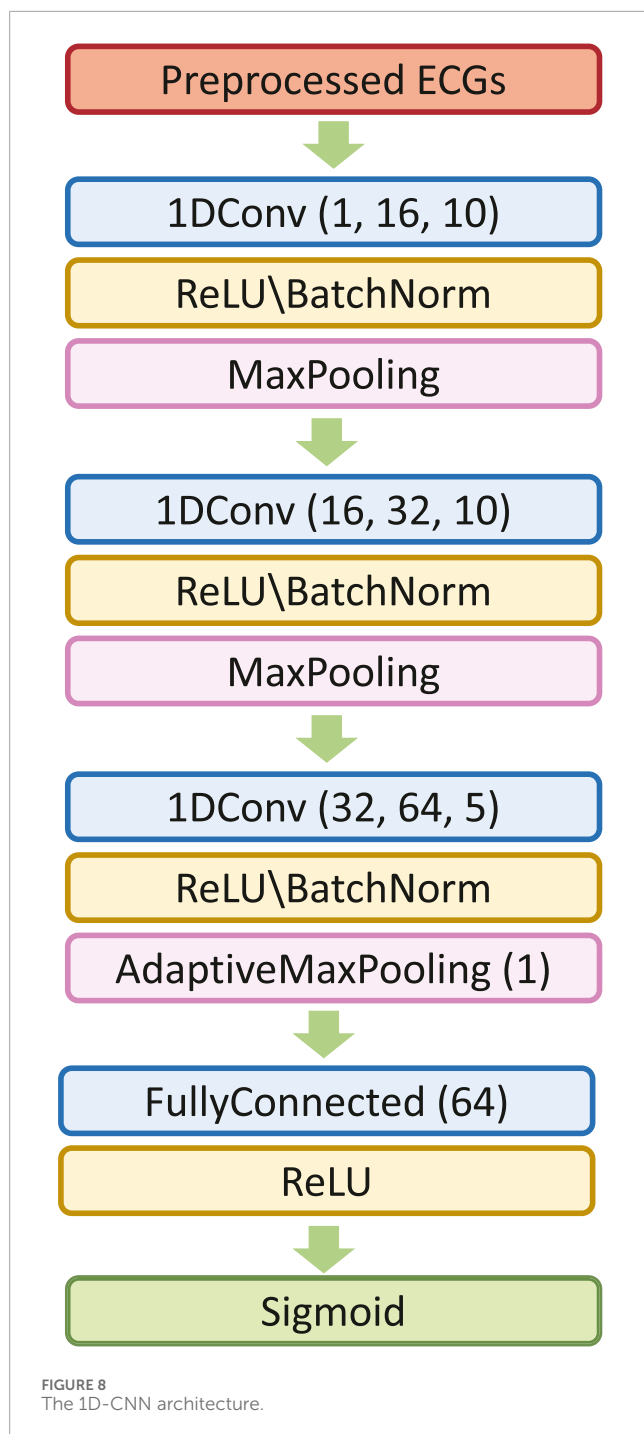 Preprocessed ECGs
1DConv (1, 16, 10)
ReLU\BatchNorm
MaxPooling
1DConv (16, 32, 10)
ReLU\BatchNorm
MaxPooling
1DConv (32, 64, 5)
ReLU\BatchNorm
AdaptiveMaxPooling (1)
FullyConnected (64)
ReLU
Sigmoid
FIGURE 8
The 1D-CNN architecture.